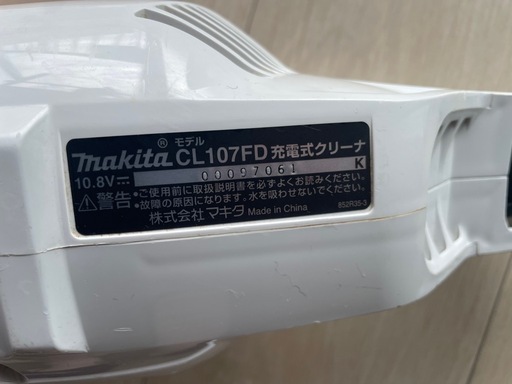 モデル
makita® CL107FD 充電式クリーナ
10.8V⎓ 00097061 K
⚠警告 •ご使用前に取扱説明書を必ずよくお読みください。
•故障の原因になります。水を吸わせないでください。
株式会社マキタ Made in China 852R35-3